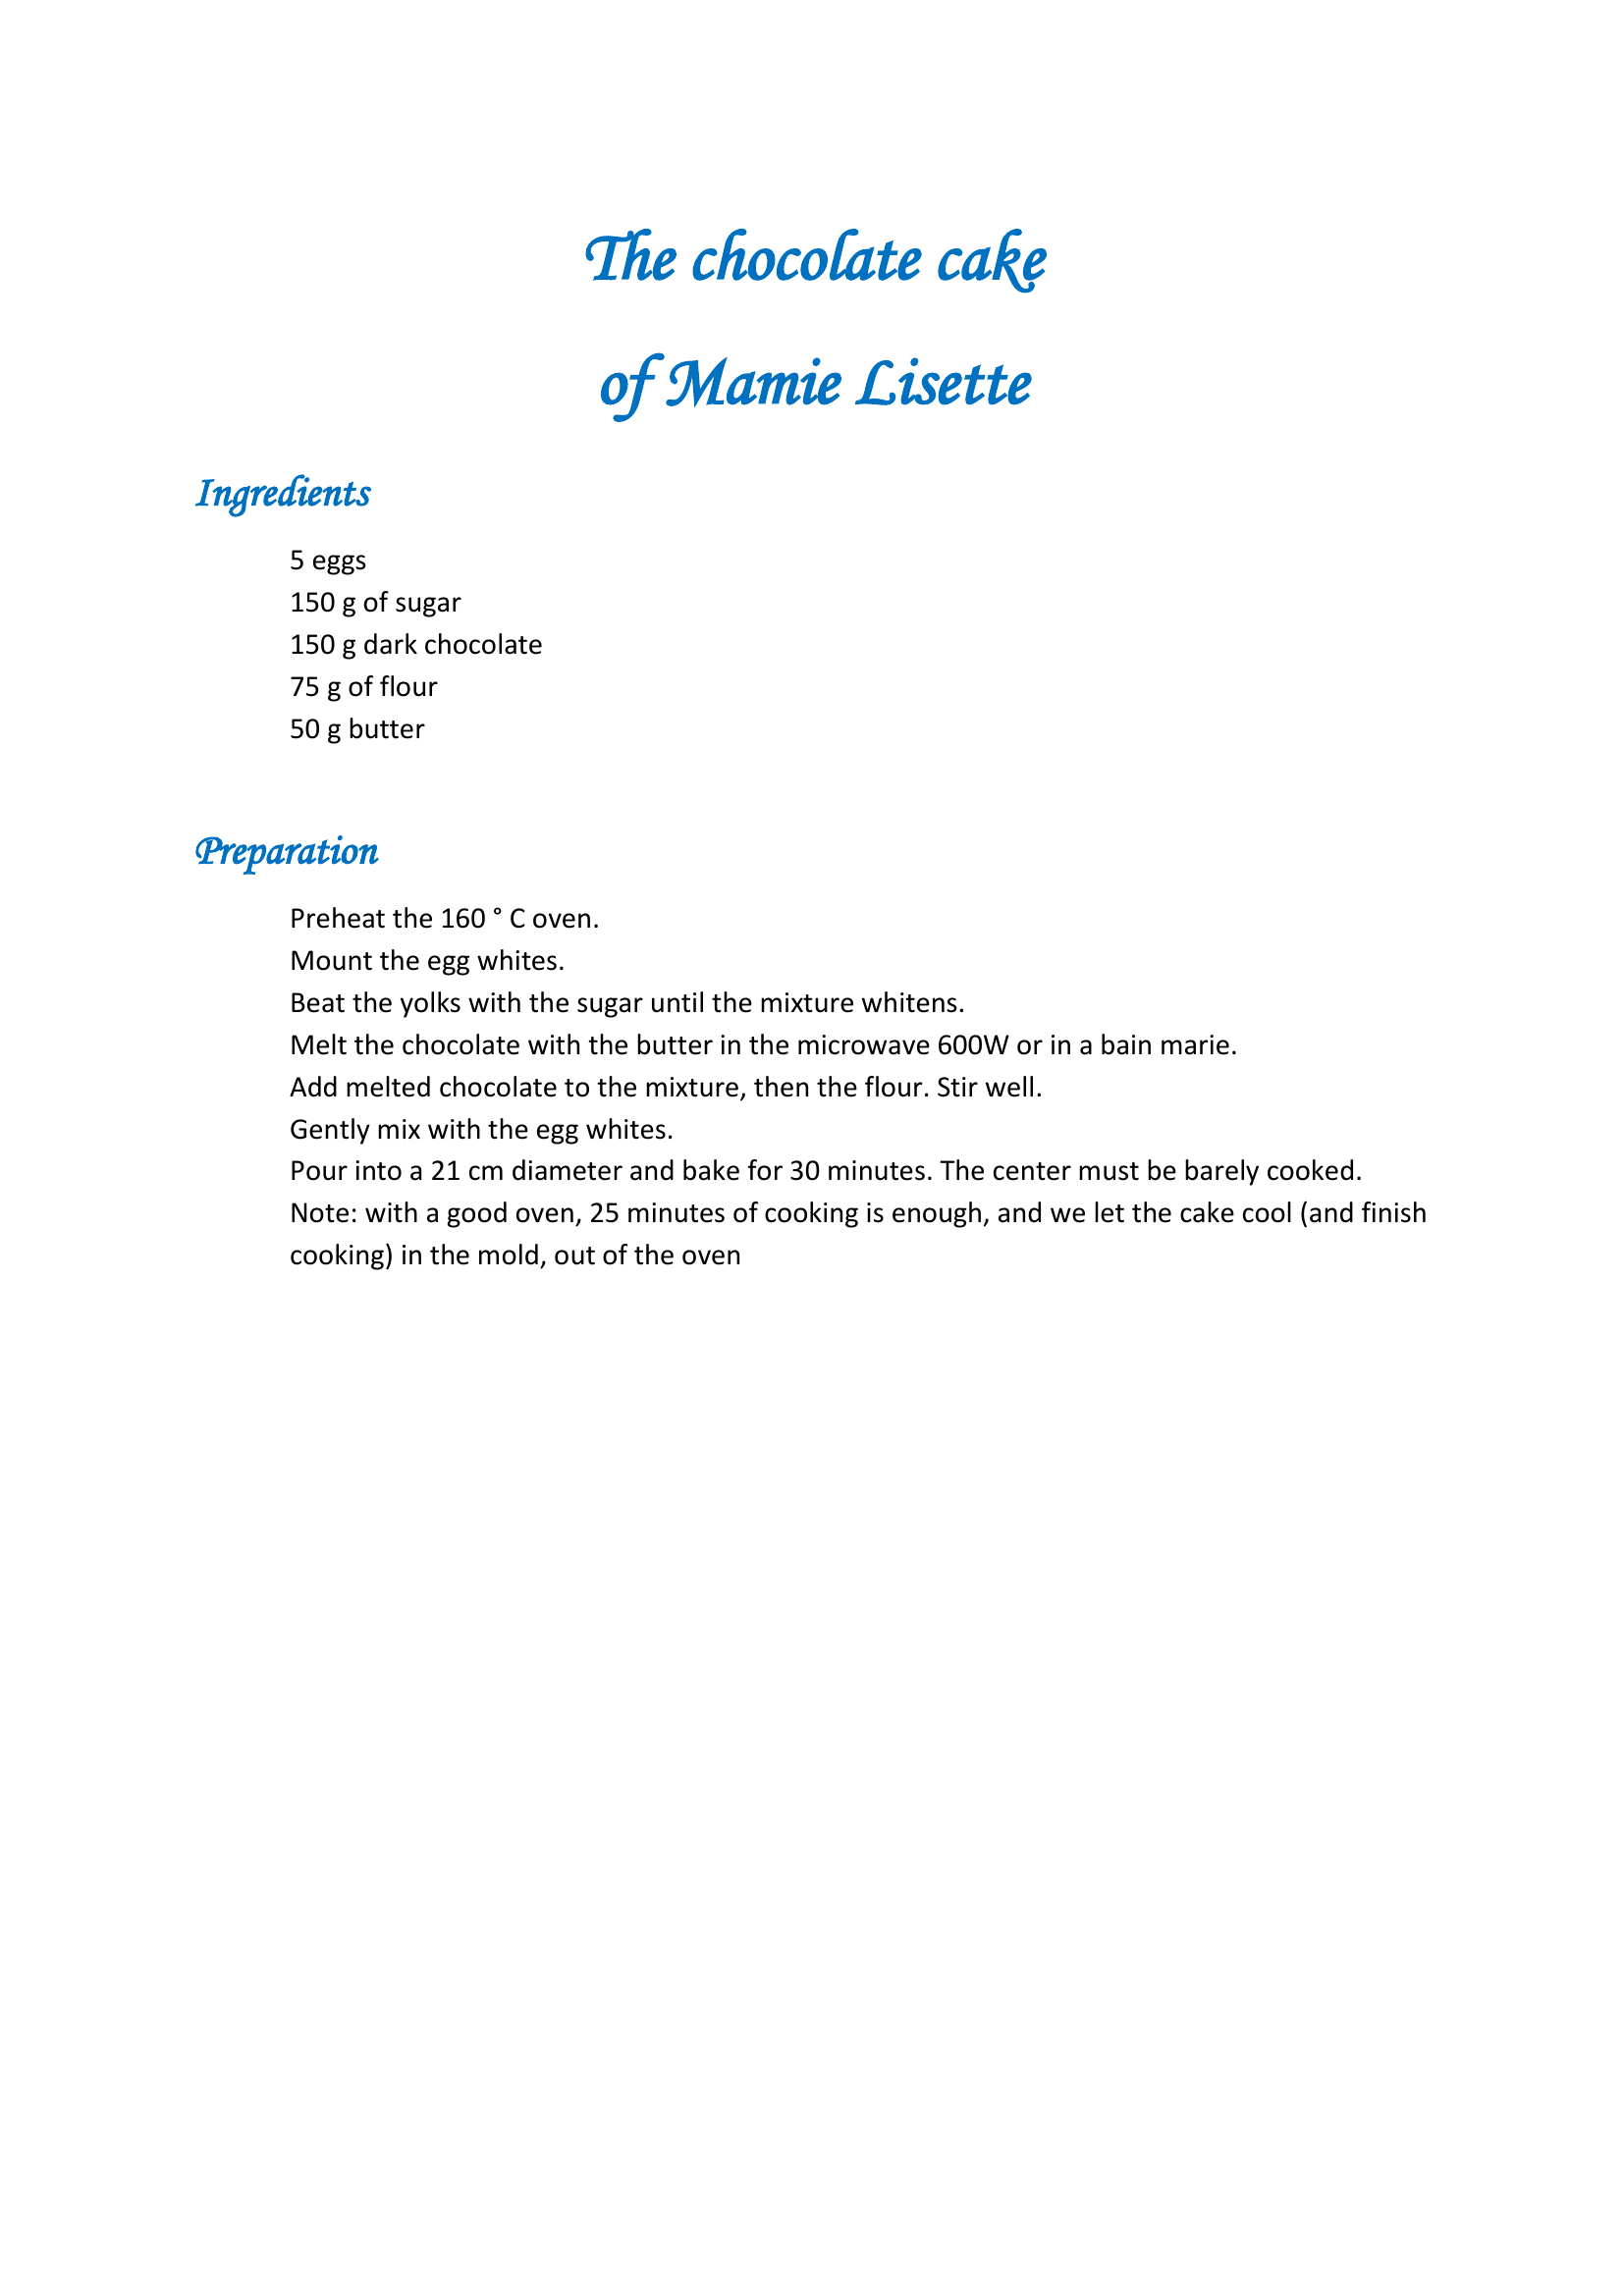 The chocolate cake
of Mamie Lisette
Ingredients
5 eggs
150 g of sugar
150 g dark chocolate
75 g of flour
50 g butter
Preparation
Preheat the 160 ° C oven.
Mount the egg whites.
Beat the yolks with the sugar until the mixture whitens.
Melt the chocolate with the butter in the microwave 600W or in a bain marie.
Add melted chocolate to the mixture, then the flour. Stir well.
Gently mix with the egg whites.
Pour into a 21 cm diameter and bake for 30 minutes. The center must be barely cooked.
Note: with a good oven, 25 minutes of cooking is enough, and we let the cake cool (and finish
cooking) in the mold, out of the oven